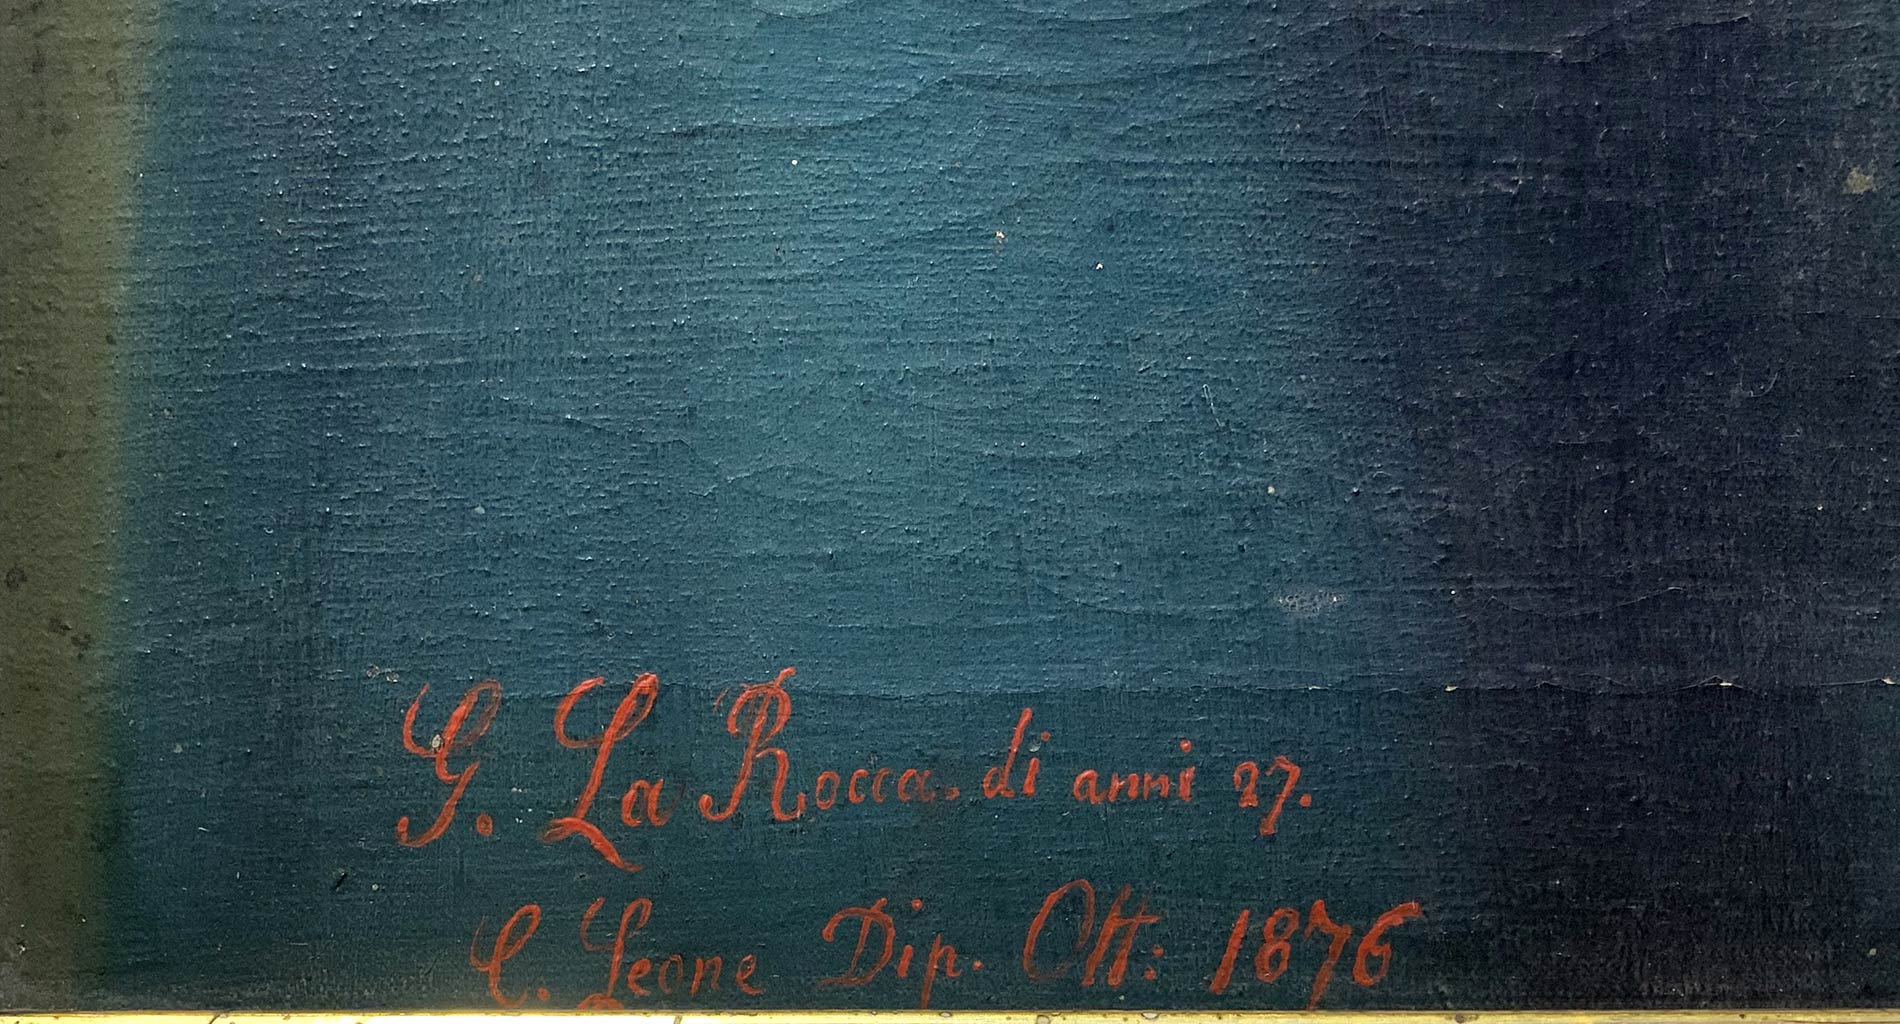 G. La Rocca. di anni 27.
C. Leone Dip. Ott: 1876